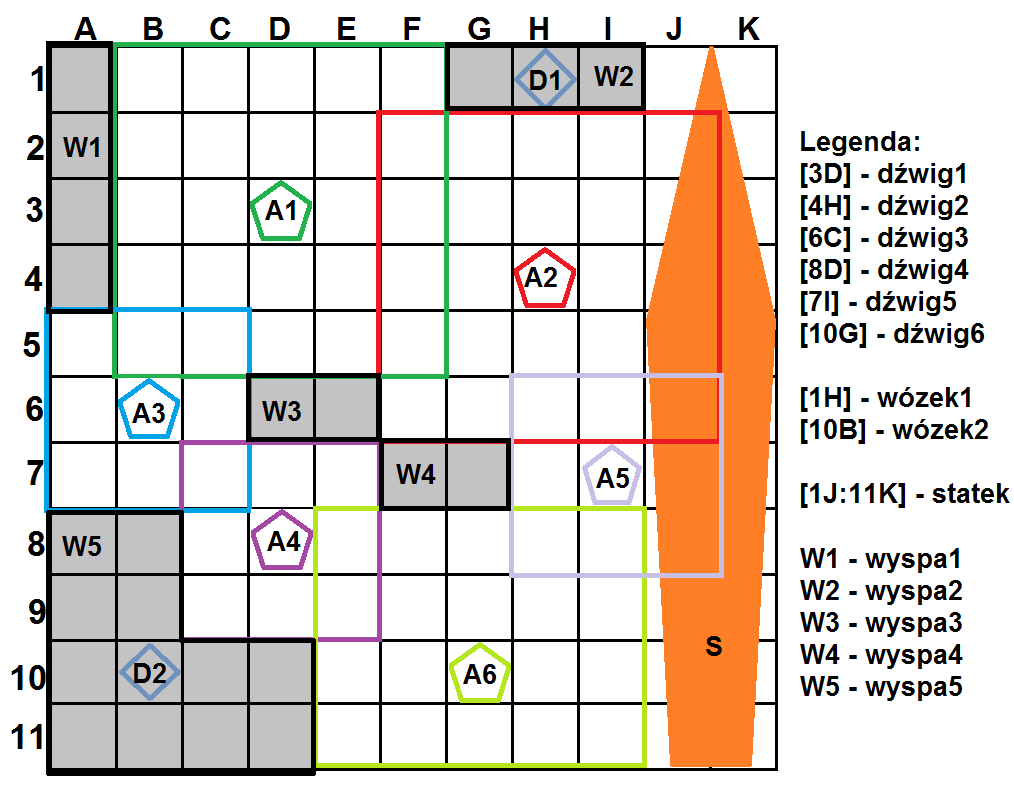 A B C D E F G H I J K
1 D1 W2
2 W1
Legenda:
[3D] - dźwig1
3 A1
[4H] - dźwig2
[6C] - dźwig3
4 A2
[8D] - dźwig4
[7I] - dźwig5
5
[10G] - dźwig6
6 A3 W3
[1H] - wózek1
[10B] - wózek2
7 W4 A5
[1J:11K] - statek
8 W5 A4
W1 - wyspa1
9
W2 - wyspa2
W3 - wyspa3
S
10 D2 A6
W4 - wyspa4
W5 - wyspa5
11